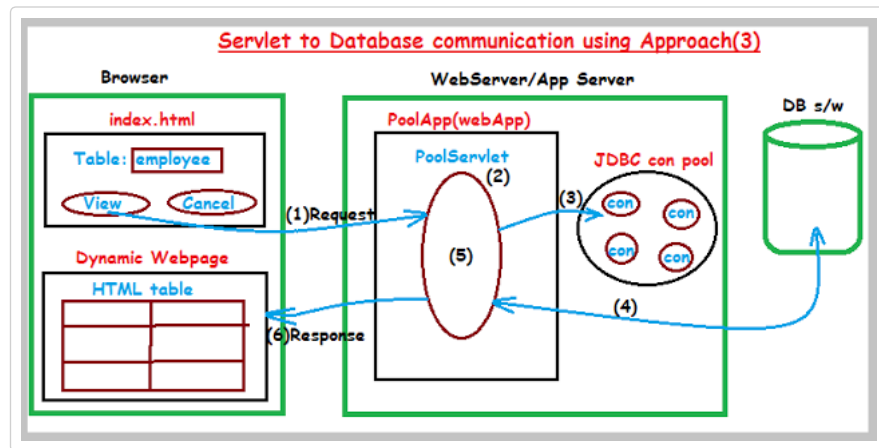 Servlet to Database communication using Approach(3)
Browser
WebServer/App Server
DB s/w
index.html
Table: employee
View
Cancel
(1)Request
PoolApp(webApp)
PoolServlet
(2)
(3)
JDBC con pool
con
con
con
con
(5)
(4)
Dynamic Webpage
HTML table
(6)Response